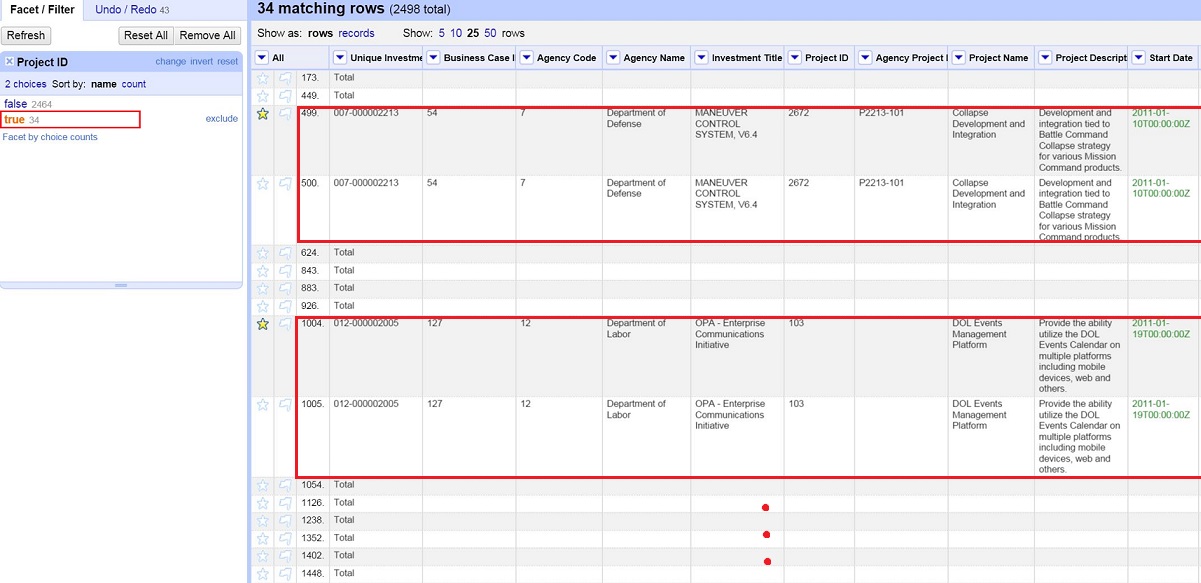 Facet / Filter Undo / Redo 43
Refresh Reset All Remove All
Project ID change invert reset
2 choices Sort by: name count
false 2464
true 34 exclude
Facet by choice counts
34 matching rows (2498 total)
Show as: rows records Show: 5 10 25 50 rows
All Unique Investme Business Case I Agency Code Agency Name Investment Title Project ID Agency Project I Project Name Project Descript Start Date
173. Total
449. Total
499. 007-000002213 54 7 Department of MANEUVER 2672 P2213-101 Collapse Development and 2011-01-
Defense CONTROL Development and integration tied to 10T00:00:00Z
SYSTEM, V6.4 Integration Battle Command
Collapse strategy
for various Mission
Command products.
500. 007-000002213 54 7 Department of MANEUVER 2672 P2213-101 Collapse Development and 2011-01-
Defense CONTROL Development and integration tied to 10T00:00:00Z
SYSTEM, V6.4 Integration Battle Command
Collapse strategy
for various Mission
Command products.
624. Total
843. Total
883. Total
926. Total
1004. 012-000002005 127 12 Department of OPA - Enterprise 103 DOL Events Provide the ability 2011-01-
Labor Communications Management utilize the DOL 19T00:00:00Z
Initiative Platform Events Calendar on
multiple platforms
including mobile
devices, web and
others.
1005. 012-000002005 127 12 Department of OPA - Enterprise 103 DOL Events Provide the ability 2011-01-
Labor Communications Management utilize the DOL 19T00:00:00Z
Initiative Platform Events Calendar on
multiple platforms
including mobile
devices, web and
others.
1054. Total
1126. Total
1238. Total
1352. Total
1402. Total
1448. Total